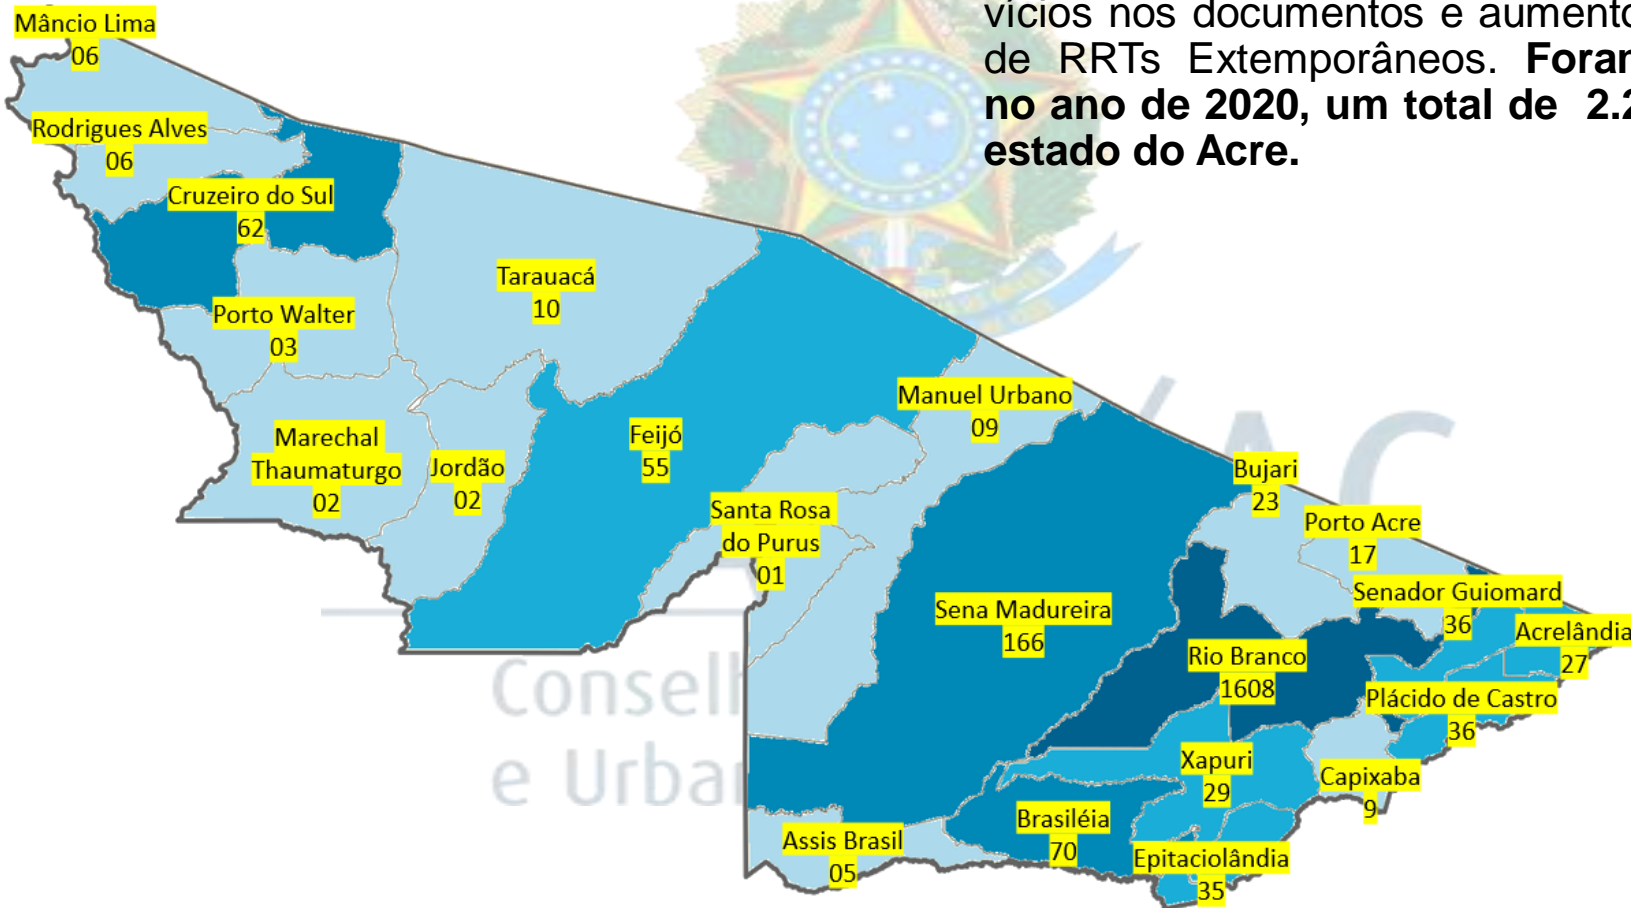 vícios nos documentos e aumento
de RRTs Extemporâneos. Foram
no ano de 2020, um total de 2.2
estado do Acre.
Mâncio Lima
06
Rodrigues Alves
06
Cruzeiro do Sul
62
Tarauacá
10
Porto Walter
03
Manuel Urbano
09
Marechal
Thaumaturgo
02
Jordão
02
Feijó
55
Bujari
23
Santa Rosa
do Purus
01
Porto Acre
17
Sena Madureira
166
Senador Guiomard
36
Acrelândia
27
Rio Branco
1608
Plácido de Castro
36
Xapuri
29
Capixaba
9
Brasiléia
70
Assis Brasil
05
Epitaciolândia
35
/AC
e